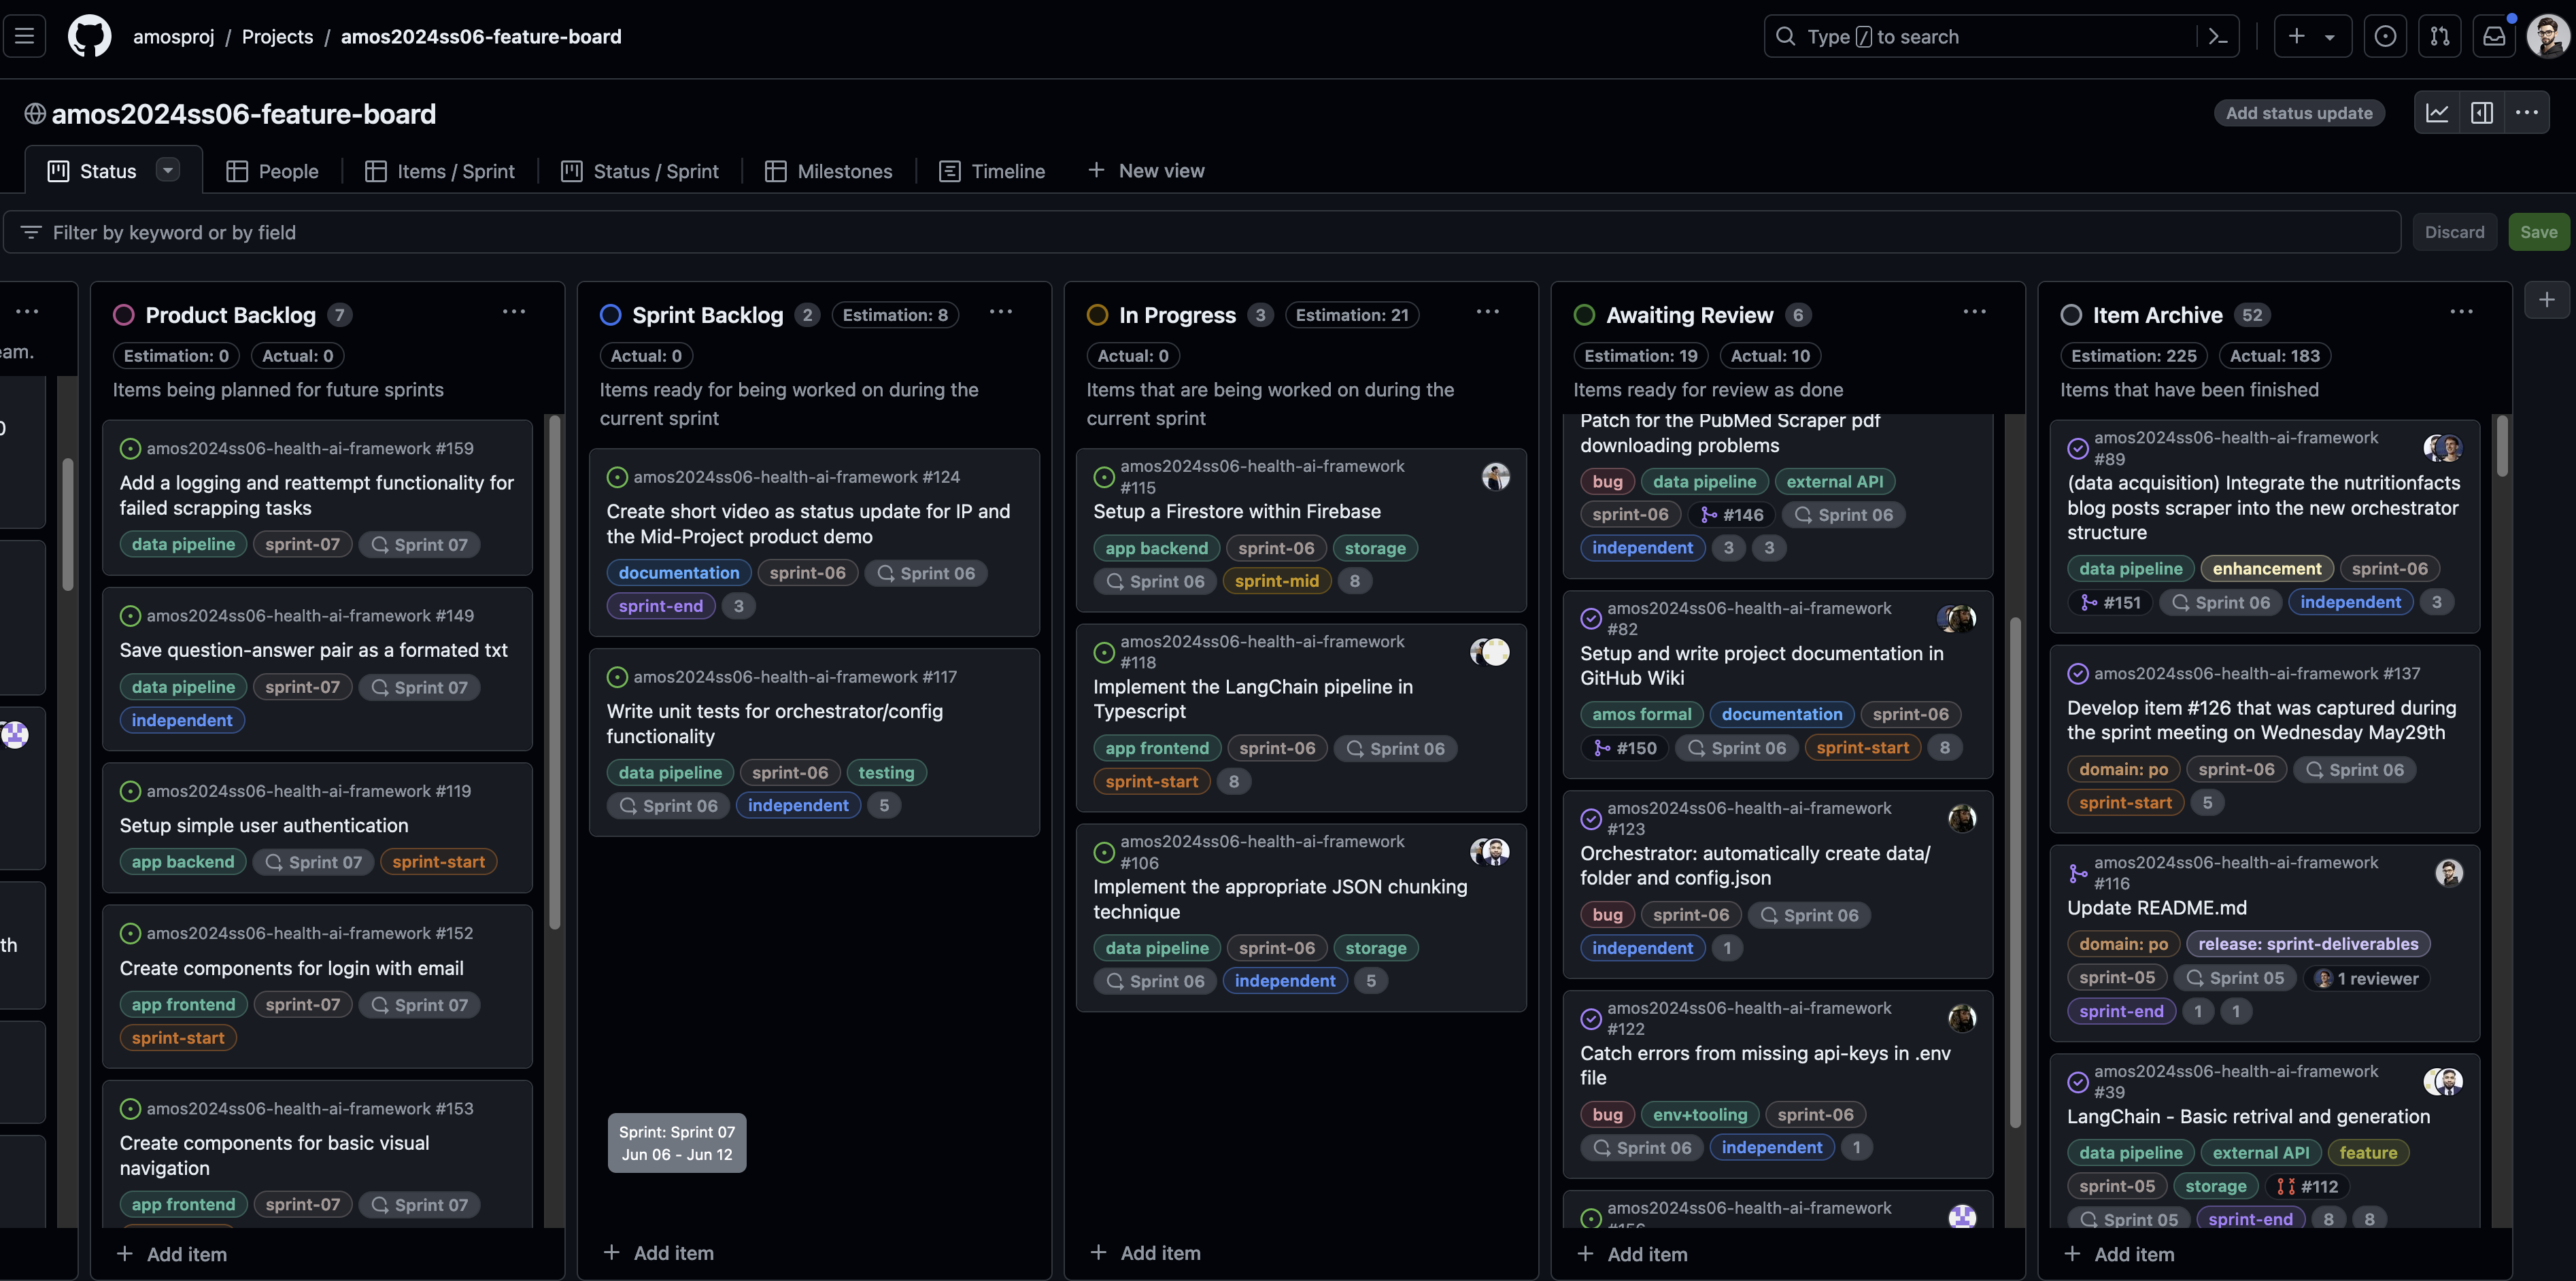 amosproj / Projects / amos2024ss06-feature-board
Type / to search
amos2024ss06-feature-board
Add status update
Status
People
Items / Sprint
Status / Sprint
Milestones
Timeline
New view
Filter by keyword or by field
Discard
Save
eam.
0
th
Product Backlog 7
Estimation: 0 Actual: 0
Items being planned for future sprints
amos2024ss06-health-ai-framework #159
Add a logging and reattempt functionality for
failed scrapping tasks
data pipeline sprint-07 Sprint 07
amos2024ss06-health-ai-framework #149
Save question-answer pair as a formated txt
data pipeline sprint-07 Sprint 07
independent
amos2024ss06-health-ai-framework #119
Setup simple user authentication
app backend Sprint 07 sprint-start
amos2024ss06-health-ai-framework #152
Create components for login with email
app frontend sprint-07 Sprint 07
sprint-start
amos2024ss06-health-ai-framework #153
Create components for basic visual
navigation
app frontend sprint-07 Sprint 07
Add item
Sprint Backlog 2 Estimation: 8
Actual: 0
Items ready for being worked on during the
current sprint
amos2024ss06-health-ai-framework #124
Create short video as status update for IP and
the Mid-Project product demo
documentation sprint-06 Sprint 06
sprint-end 3
amos2024ss06-health-ai-framework #117
Write unit tests for orchestrator/config
functionality
data pipeline sprint-06 testing
Sprint 06 independent 5
Sprint: Sprint 07
Jun 06 - Jun 12
Add item
In Progress 3 Estimation: 21
Actual: 0
Items that are being worked on during the
current sprint
amos2024ss06-health-ai-framework
#115
Setup a Firestore within Firebase
app backend sprint-06 storage
Sprint 06 sprint-mid 8
amos2024ss06-health-ai-framework
#118
Implement the LangChain pipeline in
Typescript
app frontend sprint-06 Sprint 06
sprint-start 8
amos2024ss06-health-ai-framework
#106
Implement the appropriate JSON chunking
technique
data pipeline sprint-06 storage
Sprint 06 independent 5
Add item
Awaiting Review 6
Estimation: 19 Actual: 10
Items ready for review as done
Patch for the PubMed Scraper pdf
downloading problems
bug data pipeline external API
sprint-06 #146 Sprint 06
independent 3 3
amos2024ss06-health-ai-framework
#82
Setup and write project documentation in
GitHub Wiki
amos formal documentation sprint-06
#150 Sprint 06 sprint-start 8
amos2024ss06-health-ai-framework
#123
Orchestrator: automatically create data/
folder and config.json
bug sprint-06 Sprint 06
independent 1
amos2024ss06-health-ai-framework
#122
Catch errors from missing api-keys in .env
file
bug env+tooling sprint-06
Sprint 06 independent 1
amos2024ss06-health-ai-framework
Add item
Item Archive 52
Estimation: 225 Actual: 183
Items that have been finished
amos2024ss06-health-ai-framework
#89
(data acquisition) Integrate the nutritionfacts
blog posts scraper into the new orchestrator
structure
data pipeline enhancement sprint-06
#151 Sprint 06 independent 3
amos2024ss06-health-ai-framework #137
Develop item #126 that was captured during
the sprint meeting on Wednesday May29th
domain: po sprint-06 Sprint 06
sprint-start 5
amos2024ss06-health-ai-framework
#116
Update README.md
domain: po release: sprint-deliverables
sprint-05 Sprint 05 1 reviewer
sprint-end 1 1
amos2024ss06-health-ai-framework
#39
LangChain - Basic retrival and generation
data pipeline external API feature
sprint-05 storage #112
Sprint 05 sprint-end 8 8
Add item